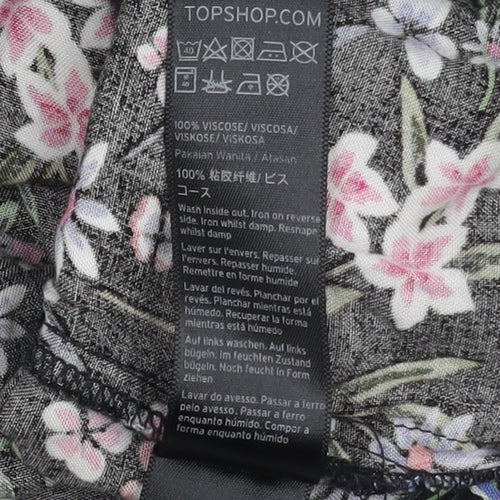 TOPSHOP.COM
40
100% VISCOSE/ VISCOSA/
VISKOSE/ VISKOSA
Pakaian Wanita / Atasan
100% 粘胶纤维/ ビス
コース
Wash inside out. Iron on reverse
side. Iron whilst damp. Reshape
whilst damp
Laver sur l'envers. Repasser sur
l'envers. Repasser humide.
Remettre en forme humide
Lavar del revés. Planchar por el
revés. Planchar mientras está
húmedo. Recuperar la forma
mientras está húmedo
Auf links waschen. Auf links
bügeln. Im feuchten Zustand
bügeln. Noch feucht in Form
ziehen
Lavar do avesso. Passar a ferro
pelo avesso. Passar a ferro
enquanto húmido. Compor a
forma enquanto húmido